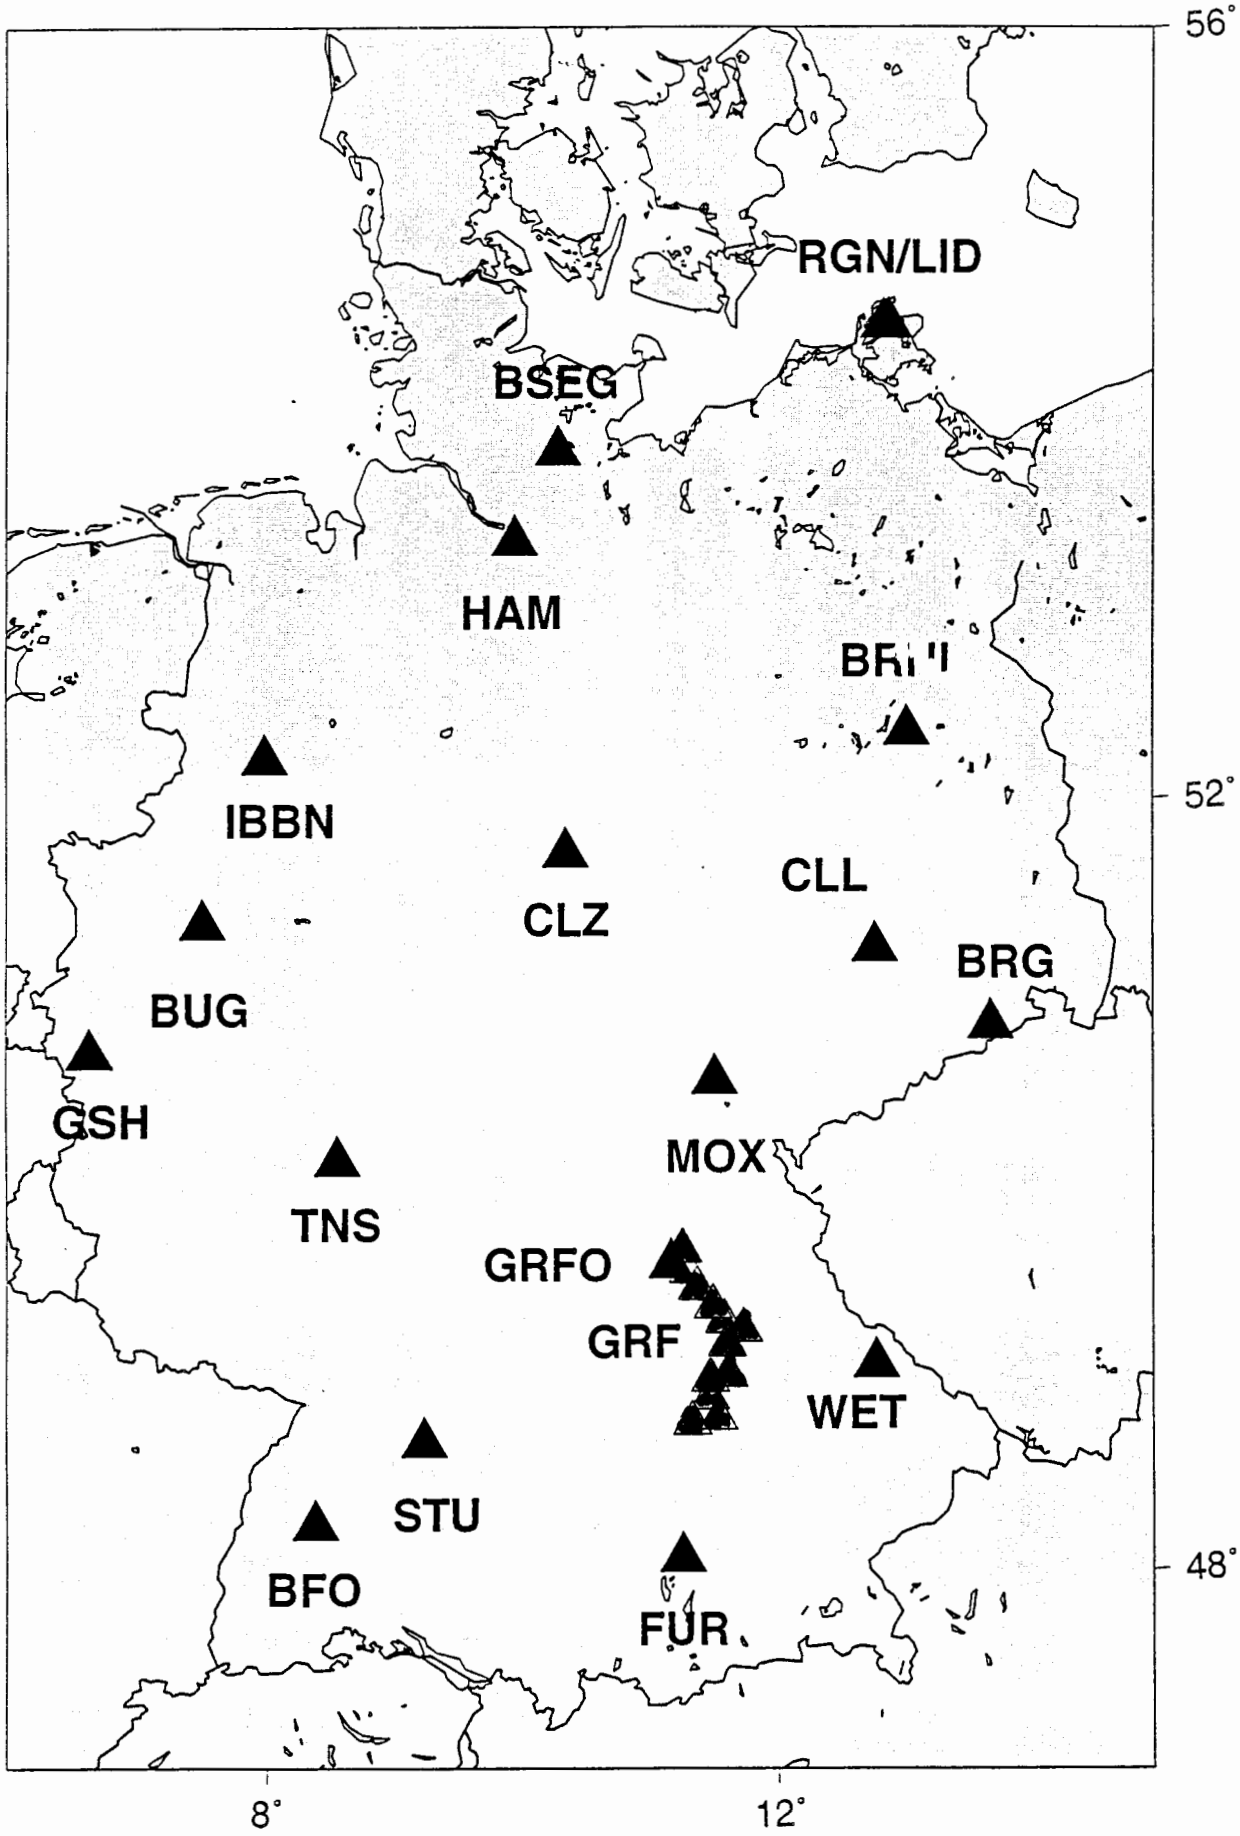 56°
RGN/LID
BSEG
HAM
52°
IBBN
CLZ
CLL
BRG
BUG
GSH
MOX
TNS
GRFO
GRF
WET
STU
48°
BFO
FUR
8°
12°